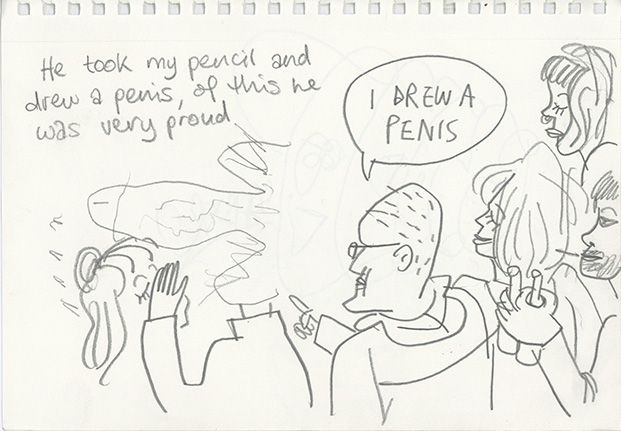 He took my pencil and
drew a penis, of this he
was very proud
I DREW A
PENIS